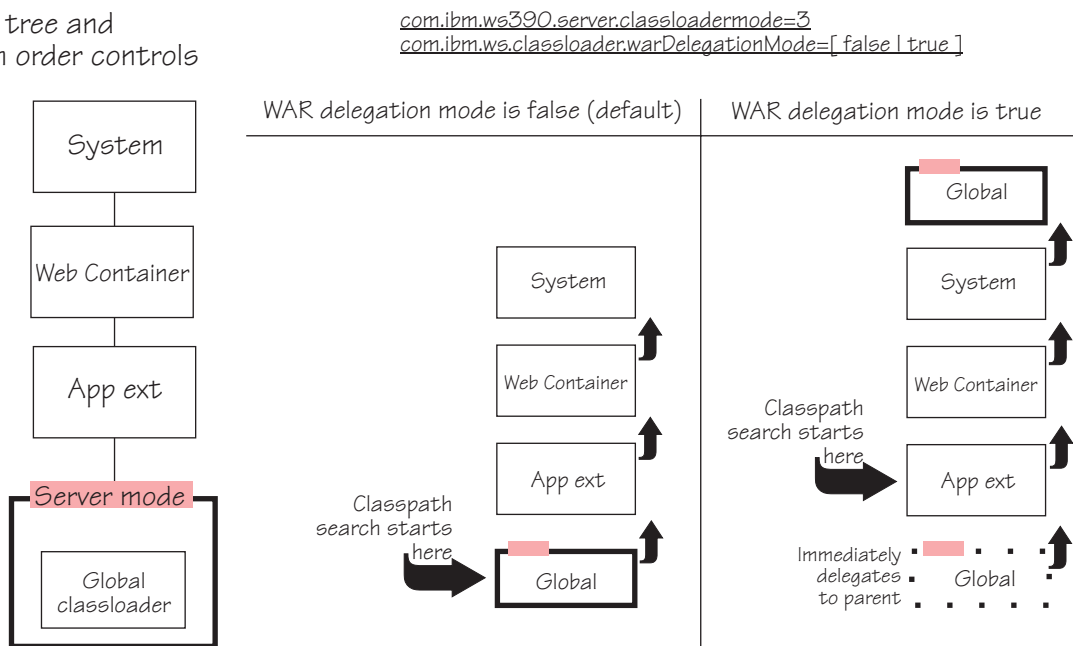 tree and
order controls
com.ibm.ws390.server.classloadermode=3
com.ibm.ws.classloader.warDelegationMode=[ false | true ]
System
Web Container
App ext
Server mode
Global
classloader
WAR delegation mode is false (default)
System
Web Container
App ext
Classpath
search starts
here
Global
WAR delegation mode is true
Global
System
Web Container
Classpath
search starts
here
App ext
Immediately
delegates
to parent
Global